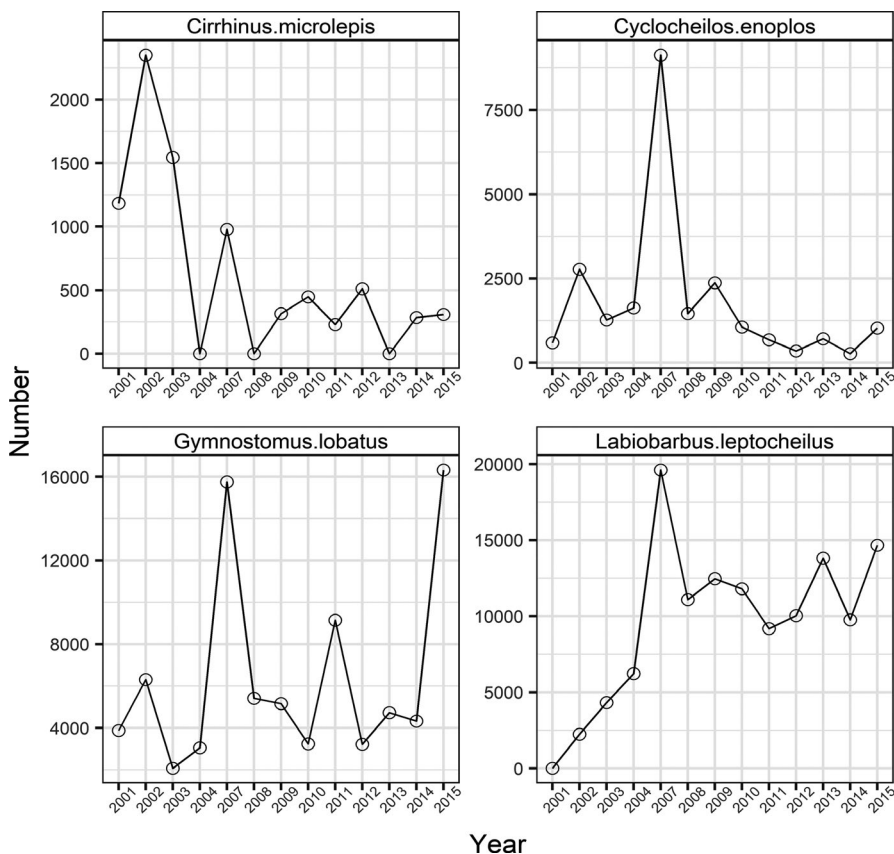 Cirrhinus.microlepis
2000
1500
1000
500
0
2001 2002 2003 2004 2007 2008 2009 2010 2011 2012 2013 2014 2015
Cyclocheilos.enoplos
7500
5000
2500
0
2001 2002 2003 2004 2007 2008 2009 2010 2011 2012 2013 2014 2015
Number
Gymnostomus.lobatus
16000
12000
8000
4000
2001 2002 2003 2004 2007 2008 2009 2010 2011 2012 2013 2014 2015
Labiobarbus.leptocheilus
20000
15000
10000
5000
0
2001 2002 2003 2004 2007 2008 2009 2010 2011 2012 2013 2014 2015
Year